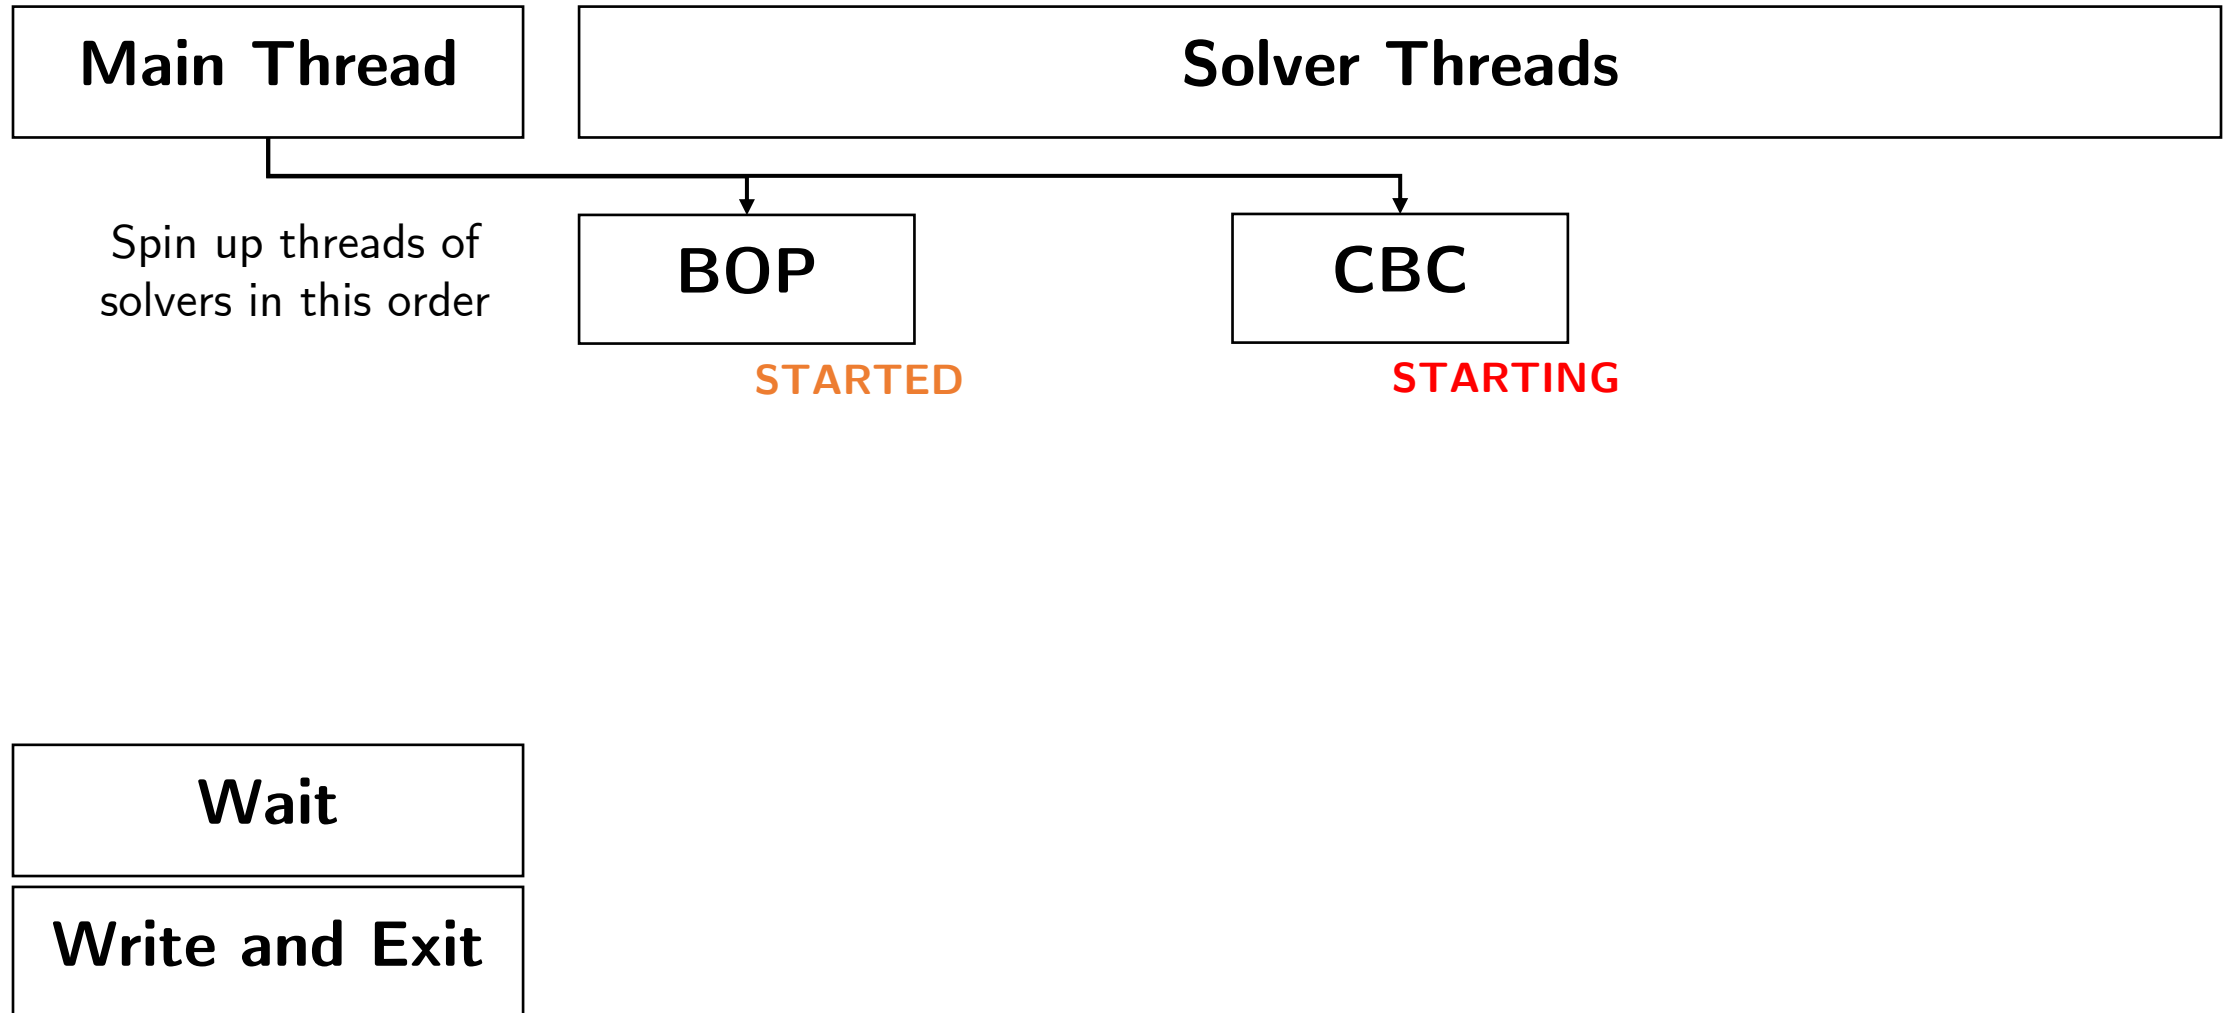 Main Thread
Solver Threads
Spin up threads of
solvers in this order
BOP
CBC
STARTED
STARTING
Wait
Write and Exit